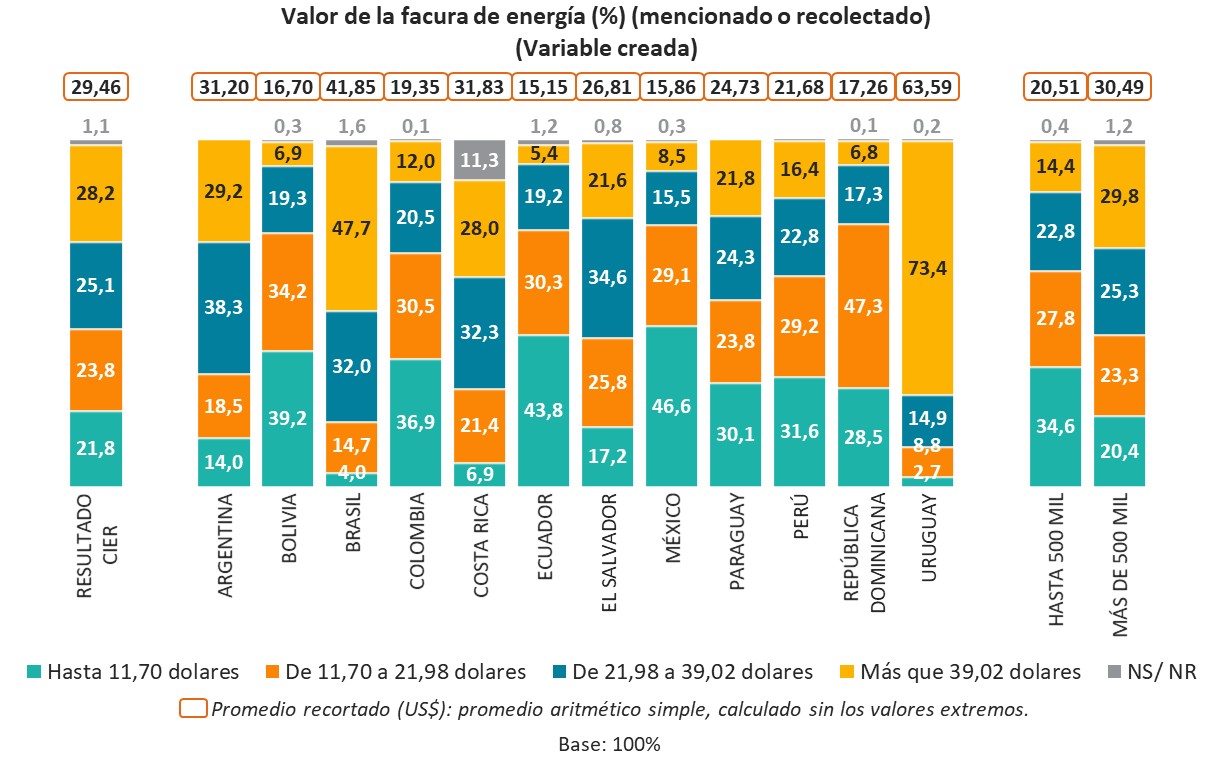 Valor de la facura de energía (%) (mencionado o recolectado)
(Variable creada)
29,46 31,20 16,70 41,85 19,35 31,83 15,15 26,81 15,86 24,73 21,68 17,26 63,59 20,51 30,49
1,1 0,3 1,6 0,1 1,2 0,8 0,3 0,1 0,2 0,4 1,2
28,2 29,2 6,9 47,7 12,0 11,3 28,0 5,4 21,6 8,5 21,8 16,4 6,8 73,4 14,4 29,8
25,1 38,3 19,3 32,0 20,5 32,3 19,2 34,6 15,5 24,3 22,8 17,3 14,9 22,8 25,3
23,8 18,5 34,2 14,7 30,5 21,4 30,3 25,8 29,1 23,8 29,2 47,3 8,8 27,8 23,3
21,8 14,0 39,2 4,0 36,9 6,9 43,8 17,2 46,6 30,1 31,6 28,5 2,7 34,6 20,4
RESULTADO
CIER
ARGENTINA
BOLIVIA
BRASIL
COLOMBIA
COSTA RICA
ECUADOR
EL SALVADOR
MÉXICO
PARAGUAY
PERÚ
REPÚBLICA
DOMINICANA
URUGUAY
HASTA 500 MIL
MÁS DE 500 MIL
Hasta 11,70 dolares De 11,70 a 21,98 dolares De 21,98 a 39,02 dolares Más que 39,02 dolares NS/ NR
Promedio recortado (US$): promedio aritmético simple, calculado sin los valores extremos.
Base: 100%